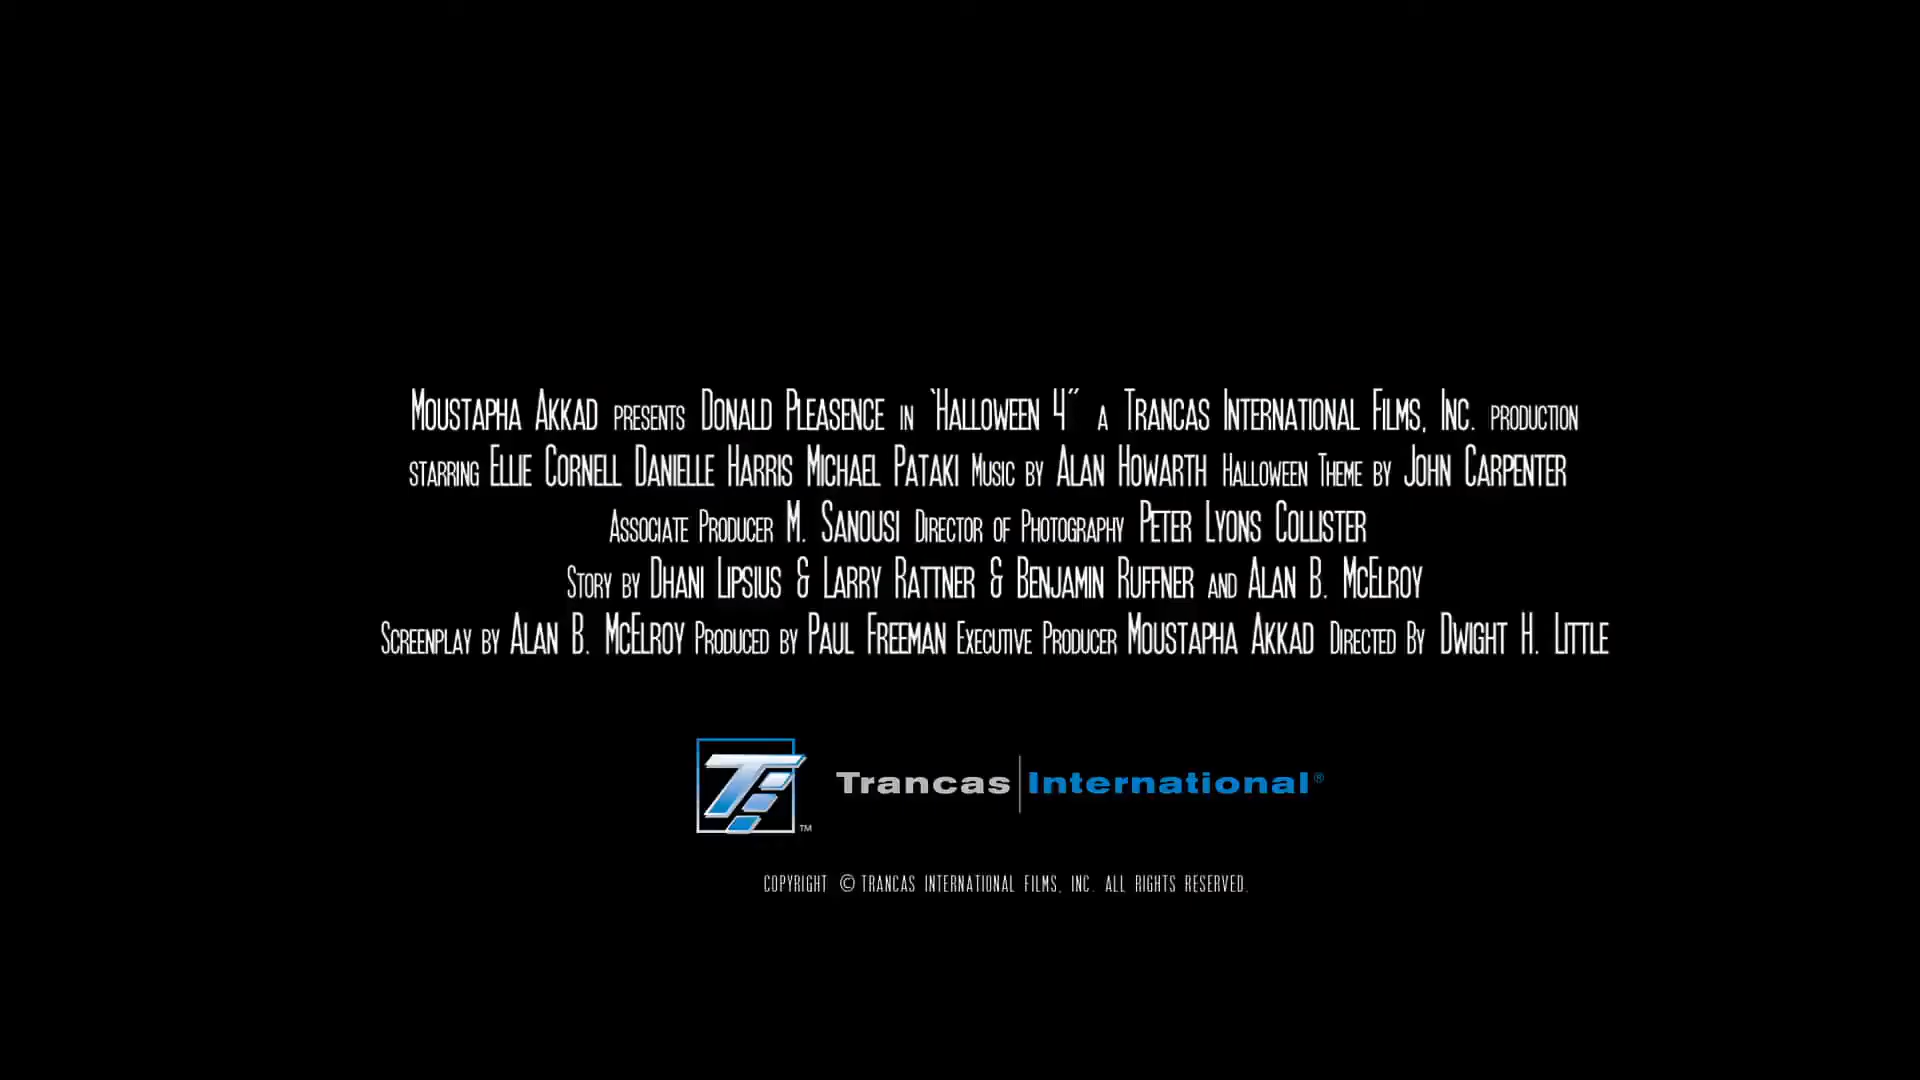 Moustapha Akkad presents Donald Pleasence in "Halloween 4" a Trancas International Films, Inc. production
starring Ellie Cornell Danielle Harris Michael Pataki Music by Alan Howarth Halloween Theme by John Carpenter
Associate Producer M. Sanousi Director of Photography Peter Lyons Collister
Story by Dhani Lipsius & Larry Rattner & Benjamin Ruffner and Alan B. McElroy
Screenplay by Alan B. McElroy Produced by Paul Freeman Executive Producer Moustapha Akkad Directed By Dwight H. Little
TF™ Trancas International®
COPYRIGHT © TRANCAS INTERNATIONAL FILMS, INC. ALL RIGHTS RESERVED.